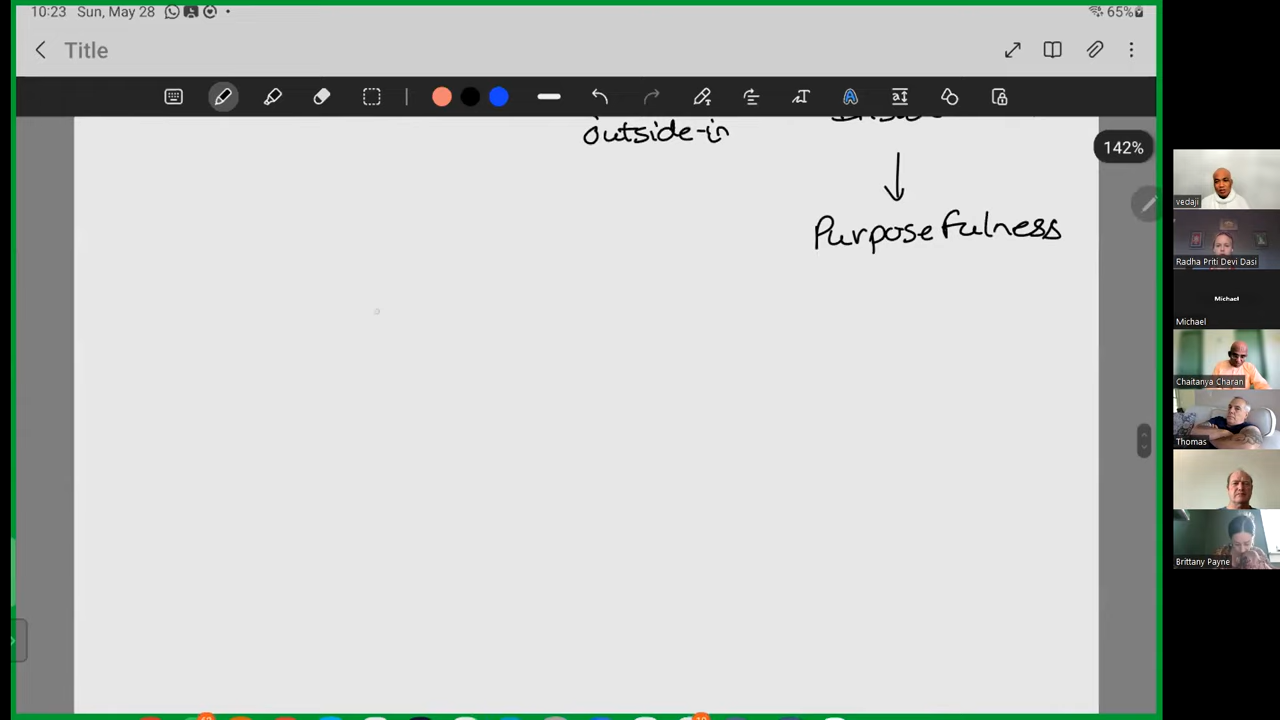 10:23 Sun, May 28
65%
Title
142%
outside-in
Purposefulness
vedaji
Radha Priti Devi Dasi
Michael
Michael
Chaitanya Charan
Thomas
Brittany Payne